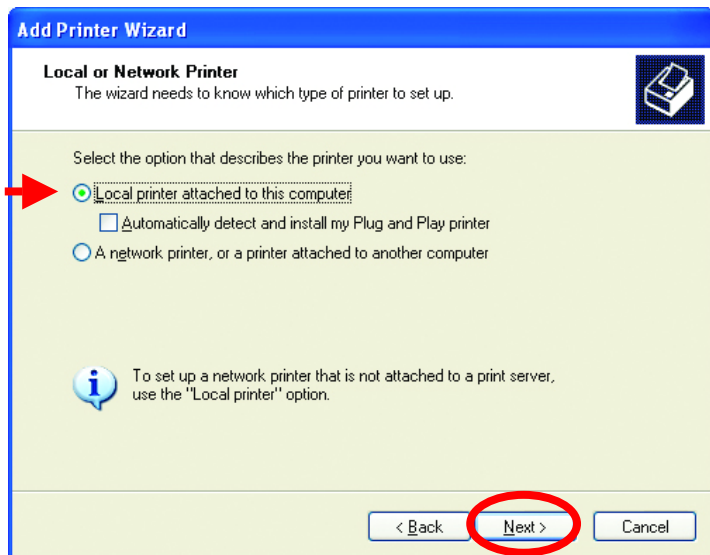 Add Printer Wizard
Local or Network Printer
The wizard needs to know which type of printer to set up.
Select the option that describes the printer you want to use:
Local printer attached to this computer
Automatically detect and install my Plug and Play printer
A network printer, or a printer attached to another computer
To set up a network printer that is not attached to a print server,
use the "Local printer" option.
< Back
Next >
Cancel